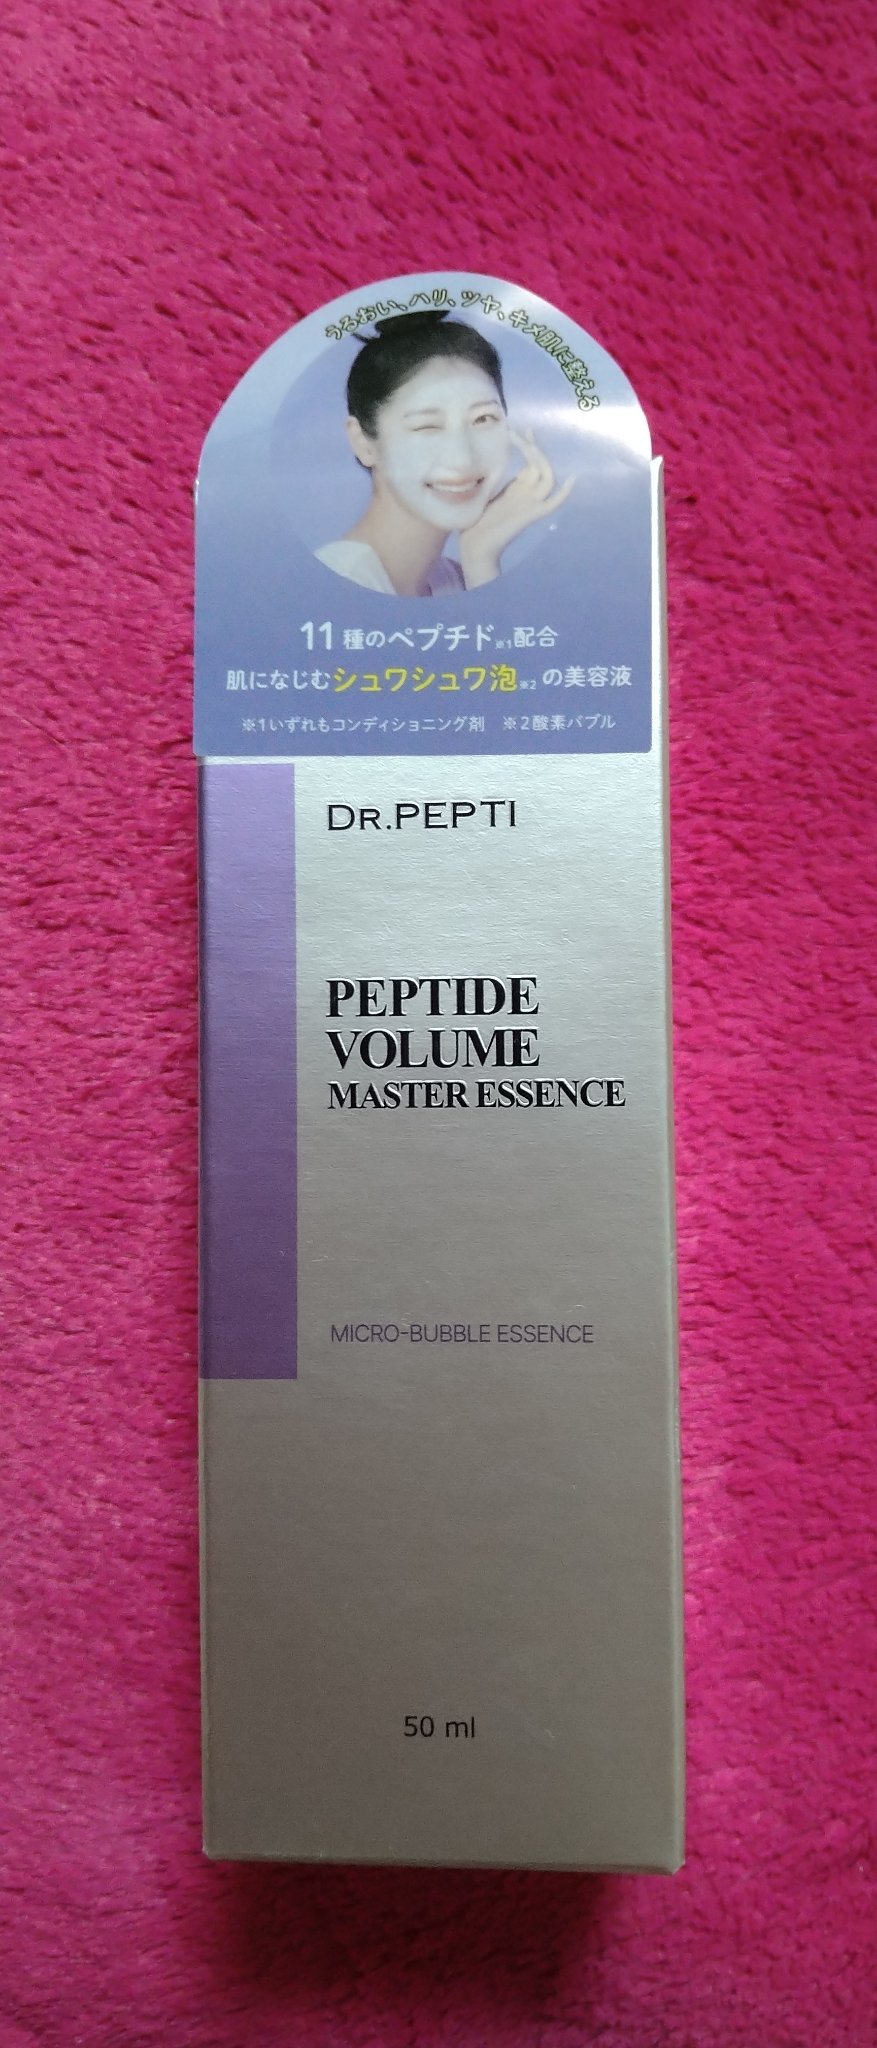 うるおい、ハリ、ツヤ、キメ肌に整える
11種のペプチド※1配合
肌になじむシュワシュワ泡※2の美容液
※1いずれもコンディショニング剤 ※2酸素バブル
DR.PEPTI
PEPTIDE
VOLUME
MASTER ESSENCE
MICRO-BUBBLE ESSENCE
50 ml